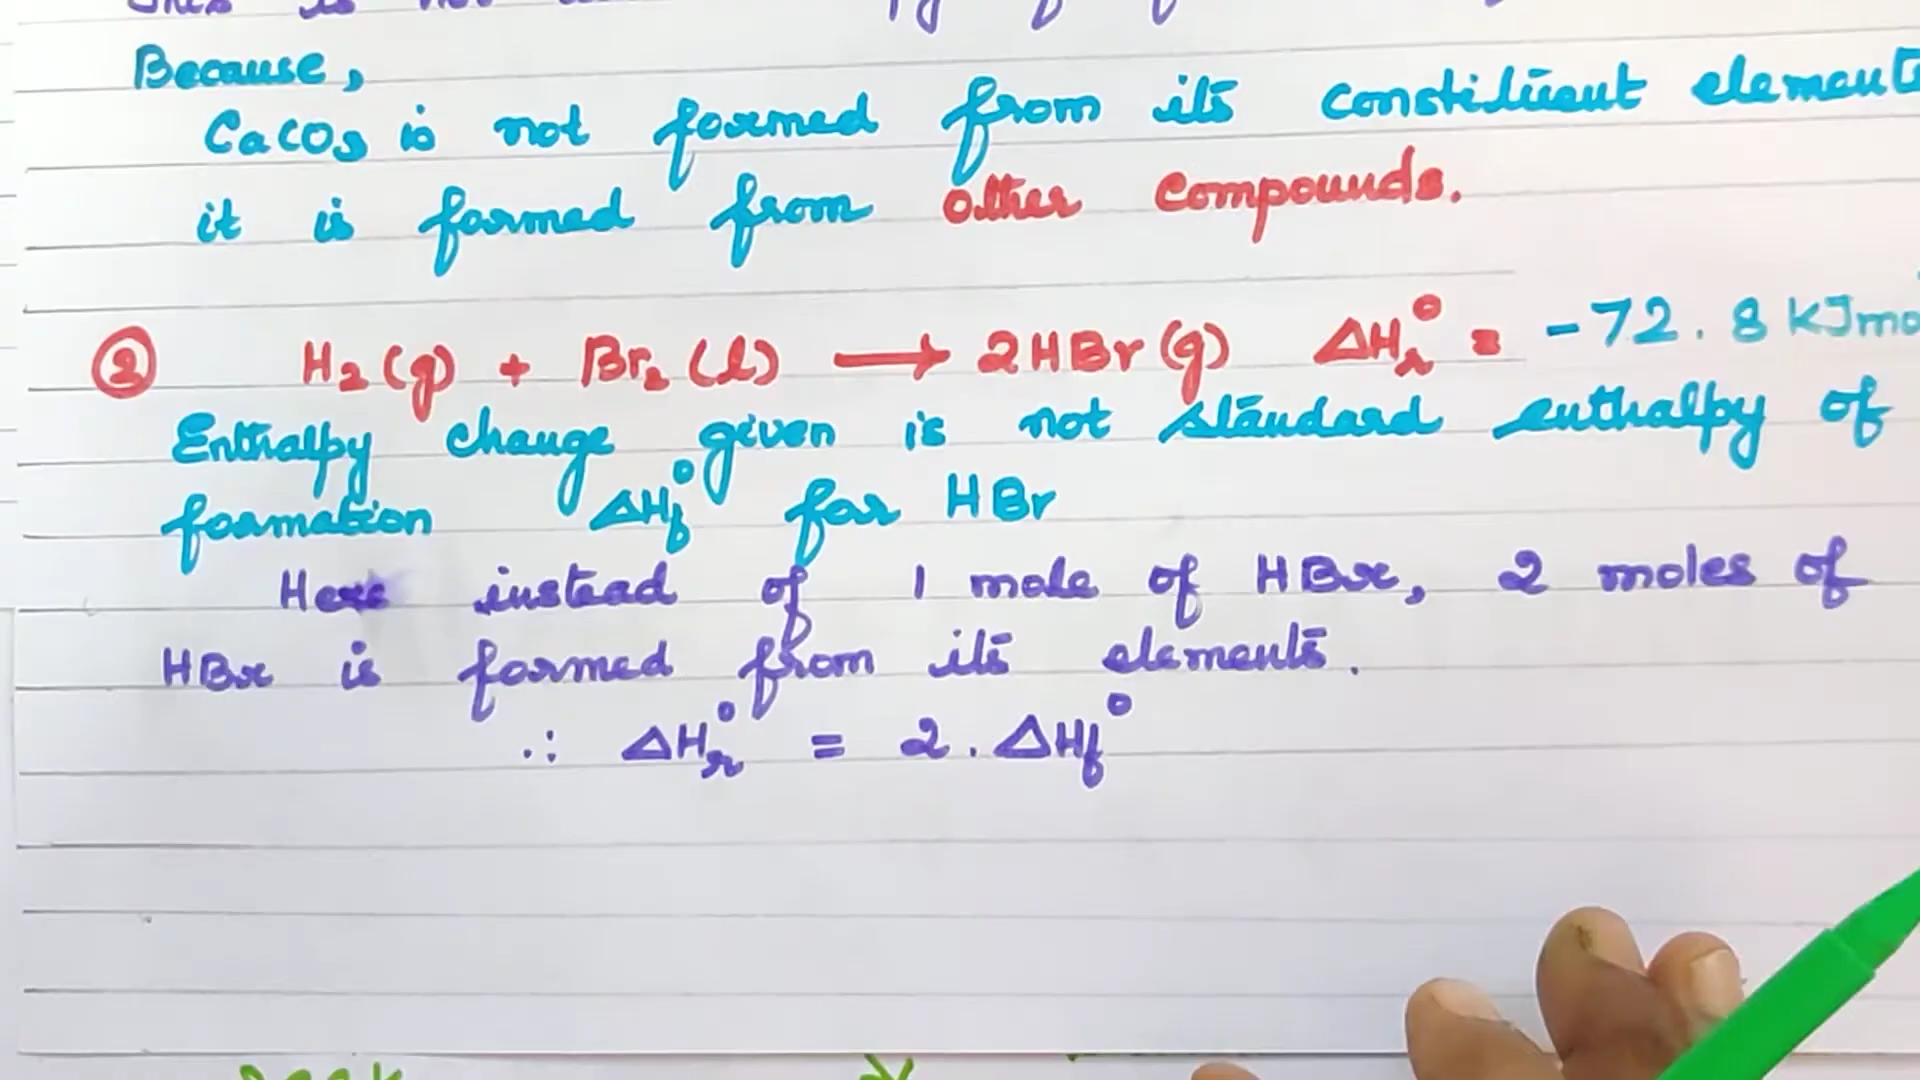 Because,
CaCO₃ is not formed from its constituent elements
it is formed from other compounds.
② H₂(g) + Br₂(l) ⟶ 2HBr(g) ΔHᵣ° = -72.8 kJmo
Enthalpy change given is not standard enthalpy of
formation ΔHf° for HBr
Here instead of 1 mole of HBr, 2 moles of
HBr is formed from its elements.
∴ ΔHᵣ° = 2. ΔHf°